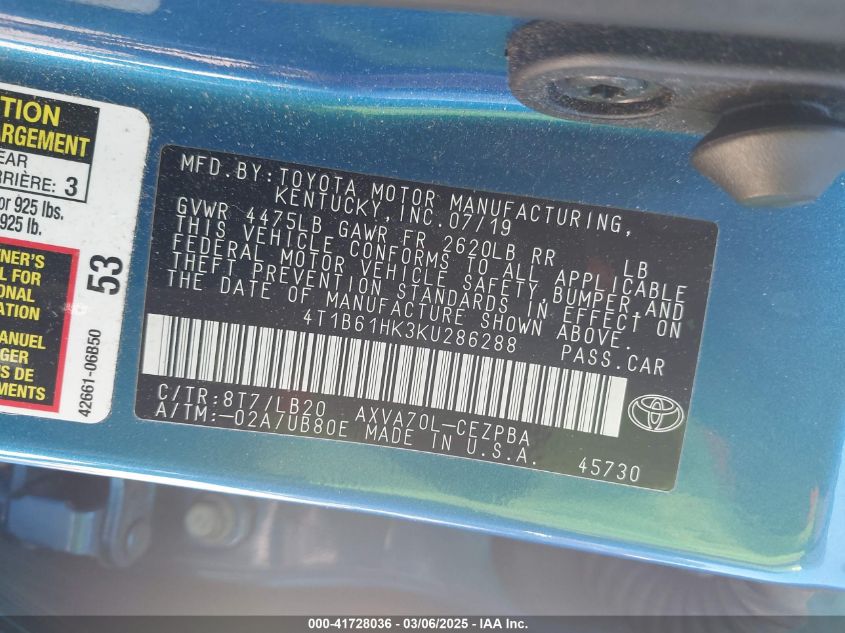 TION
ARGEMENT
EAR
ARRIÈRE: 3
or 925 lbs.
925 lb.
NER'S
L FOR
ONAL
ATION
ANUEL
GER
S DE
MENTS
53
42661-06B50
MFD.BY:TOYOTA MOTOR MANUFACTURING,
KENTUCKY,INC.07/19
GVWR 4475LB GAWR FR 2620LB RR LB
THIS VEHICLE CONFORMS TO ALL APPLICABLE
FEDERAL MOTOR VEHICLE SAFETY,BUMPER,AND
THEFT PREVENTION STANDARDS IN EFFECT ON
THE DATE OF MANUFACTURE SHOWN ABOVE.
4T1B61HK3KU286288 PASS.CAR
C/TR:8T7/LB20 AXVA70L-CEZPBA
A/TM:-02A/UB80E MADE IN U.S.A. 45730
TOYOTA
000-41728036 - 03/06/2025 - IAA Inc.